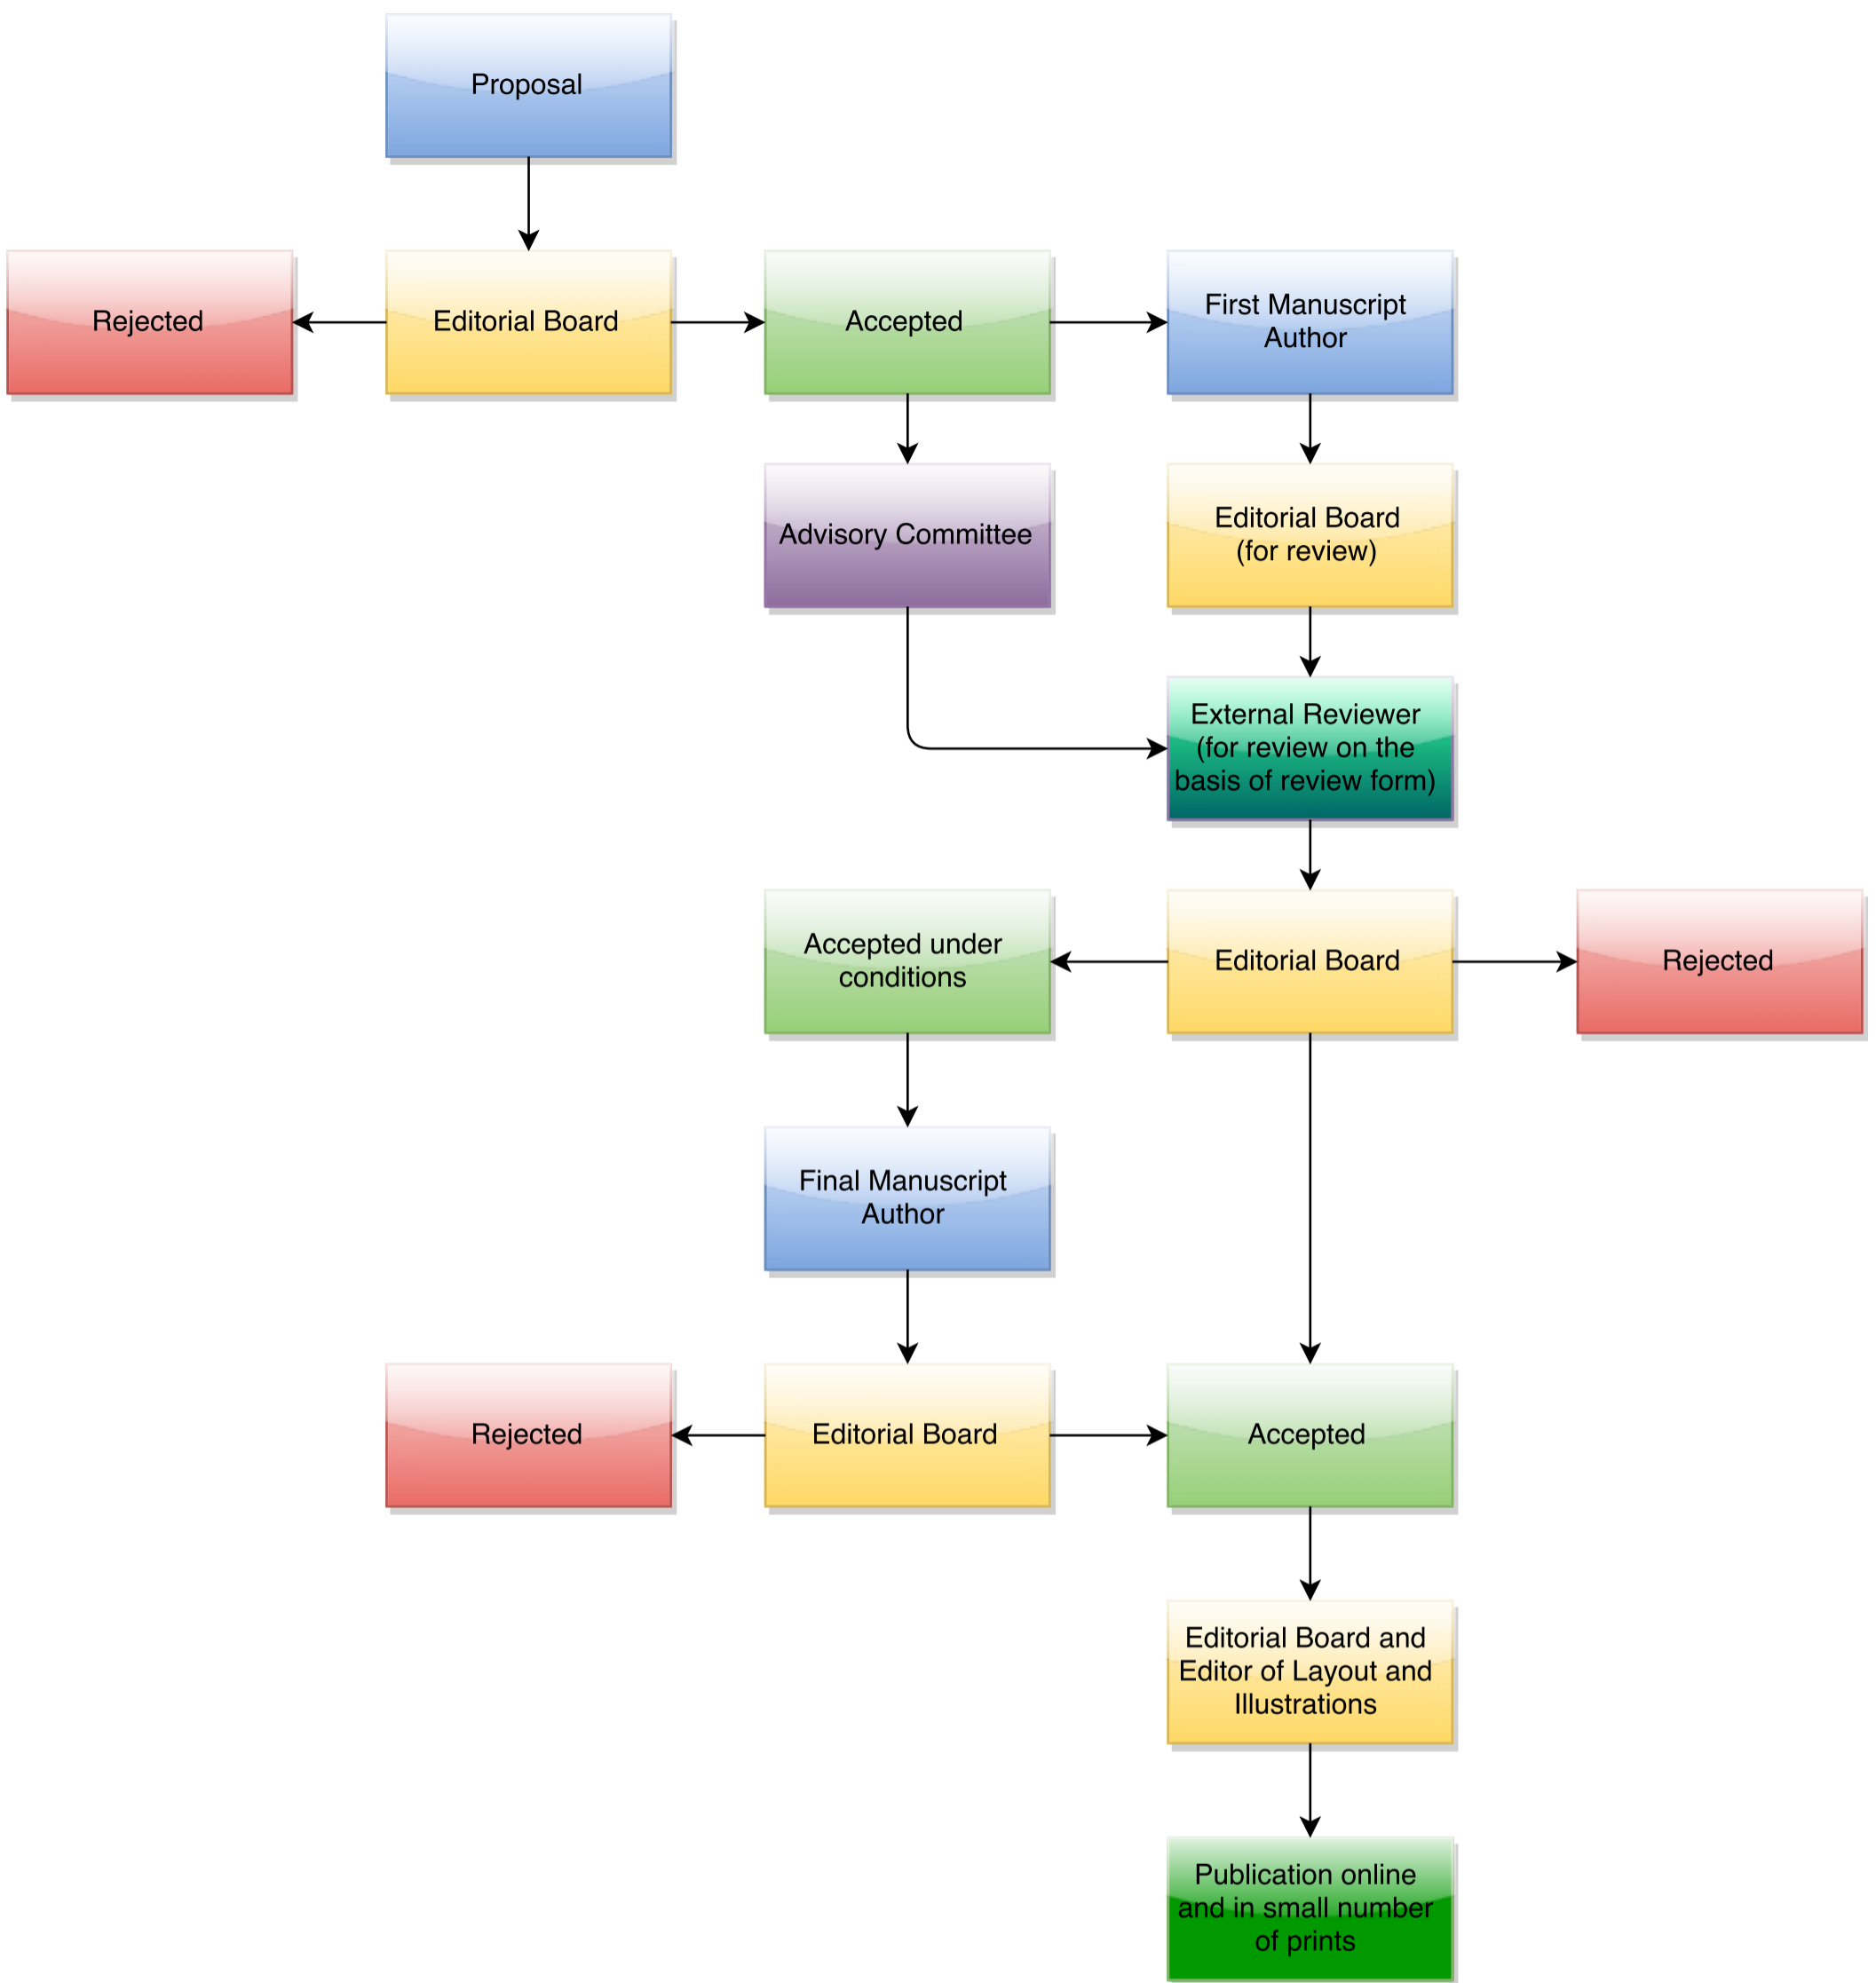 Proposal
Rejected
Editorial Board
Accepted
First Manuscript
Author
Advisory Committee
Editorial Board
(for review)
External Reviewer
(for review on the
basis of review form)
Accepted under
conditions
Editorial Board
Rejected
Final Manuscript
Author
Rejected
Editorial Board
Accepted
Editorial Board and
Editor of Layout and
Illustrations
Publication online
and in small number
of prints